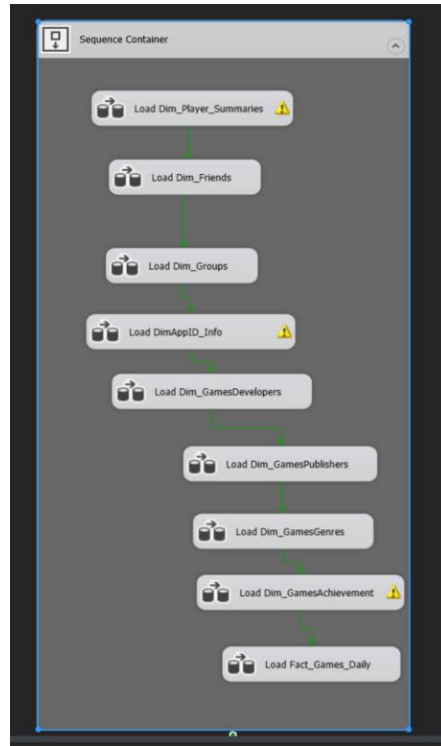 Sequence Container
Load Dim_Player_Summaries
Load Dim_Friends
Load Dim_Groups
Load DimAppID_Info
Load Dim_GamesDevelopers
Load Dim_GamesPublishers
Load Dim_GamesGenres
Load Dim_GamesAchievement
Load Fact_Games_Daily